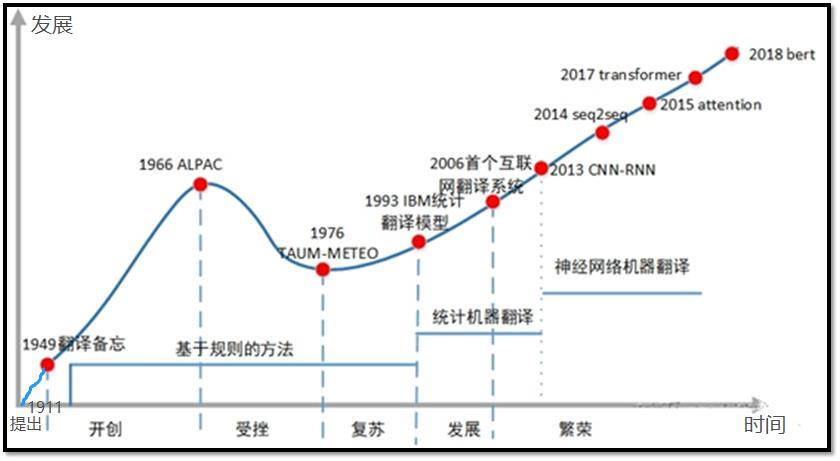 发展
2018 bert
2017 transformer
2015 attention
2014 seq2seq
1966 ALPAC
2006首个互联
网翻译系统
2013 CNN-RNN
1993 IBM统计
翻译模型
1976
TAUM-METEO
神经网络机器翻译
统计机器翻译
1949翻译备忘
基于规则的方法
1911
提出
开创
受挫
复苏
发展
繁荣
时间